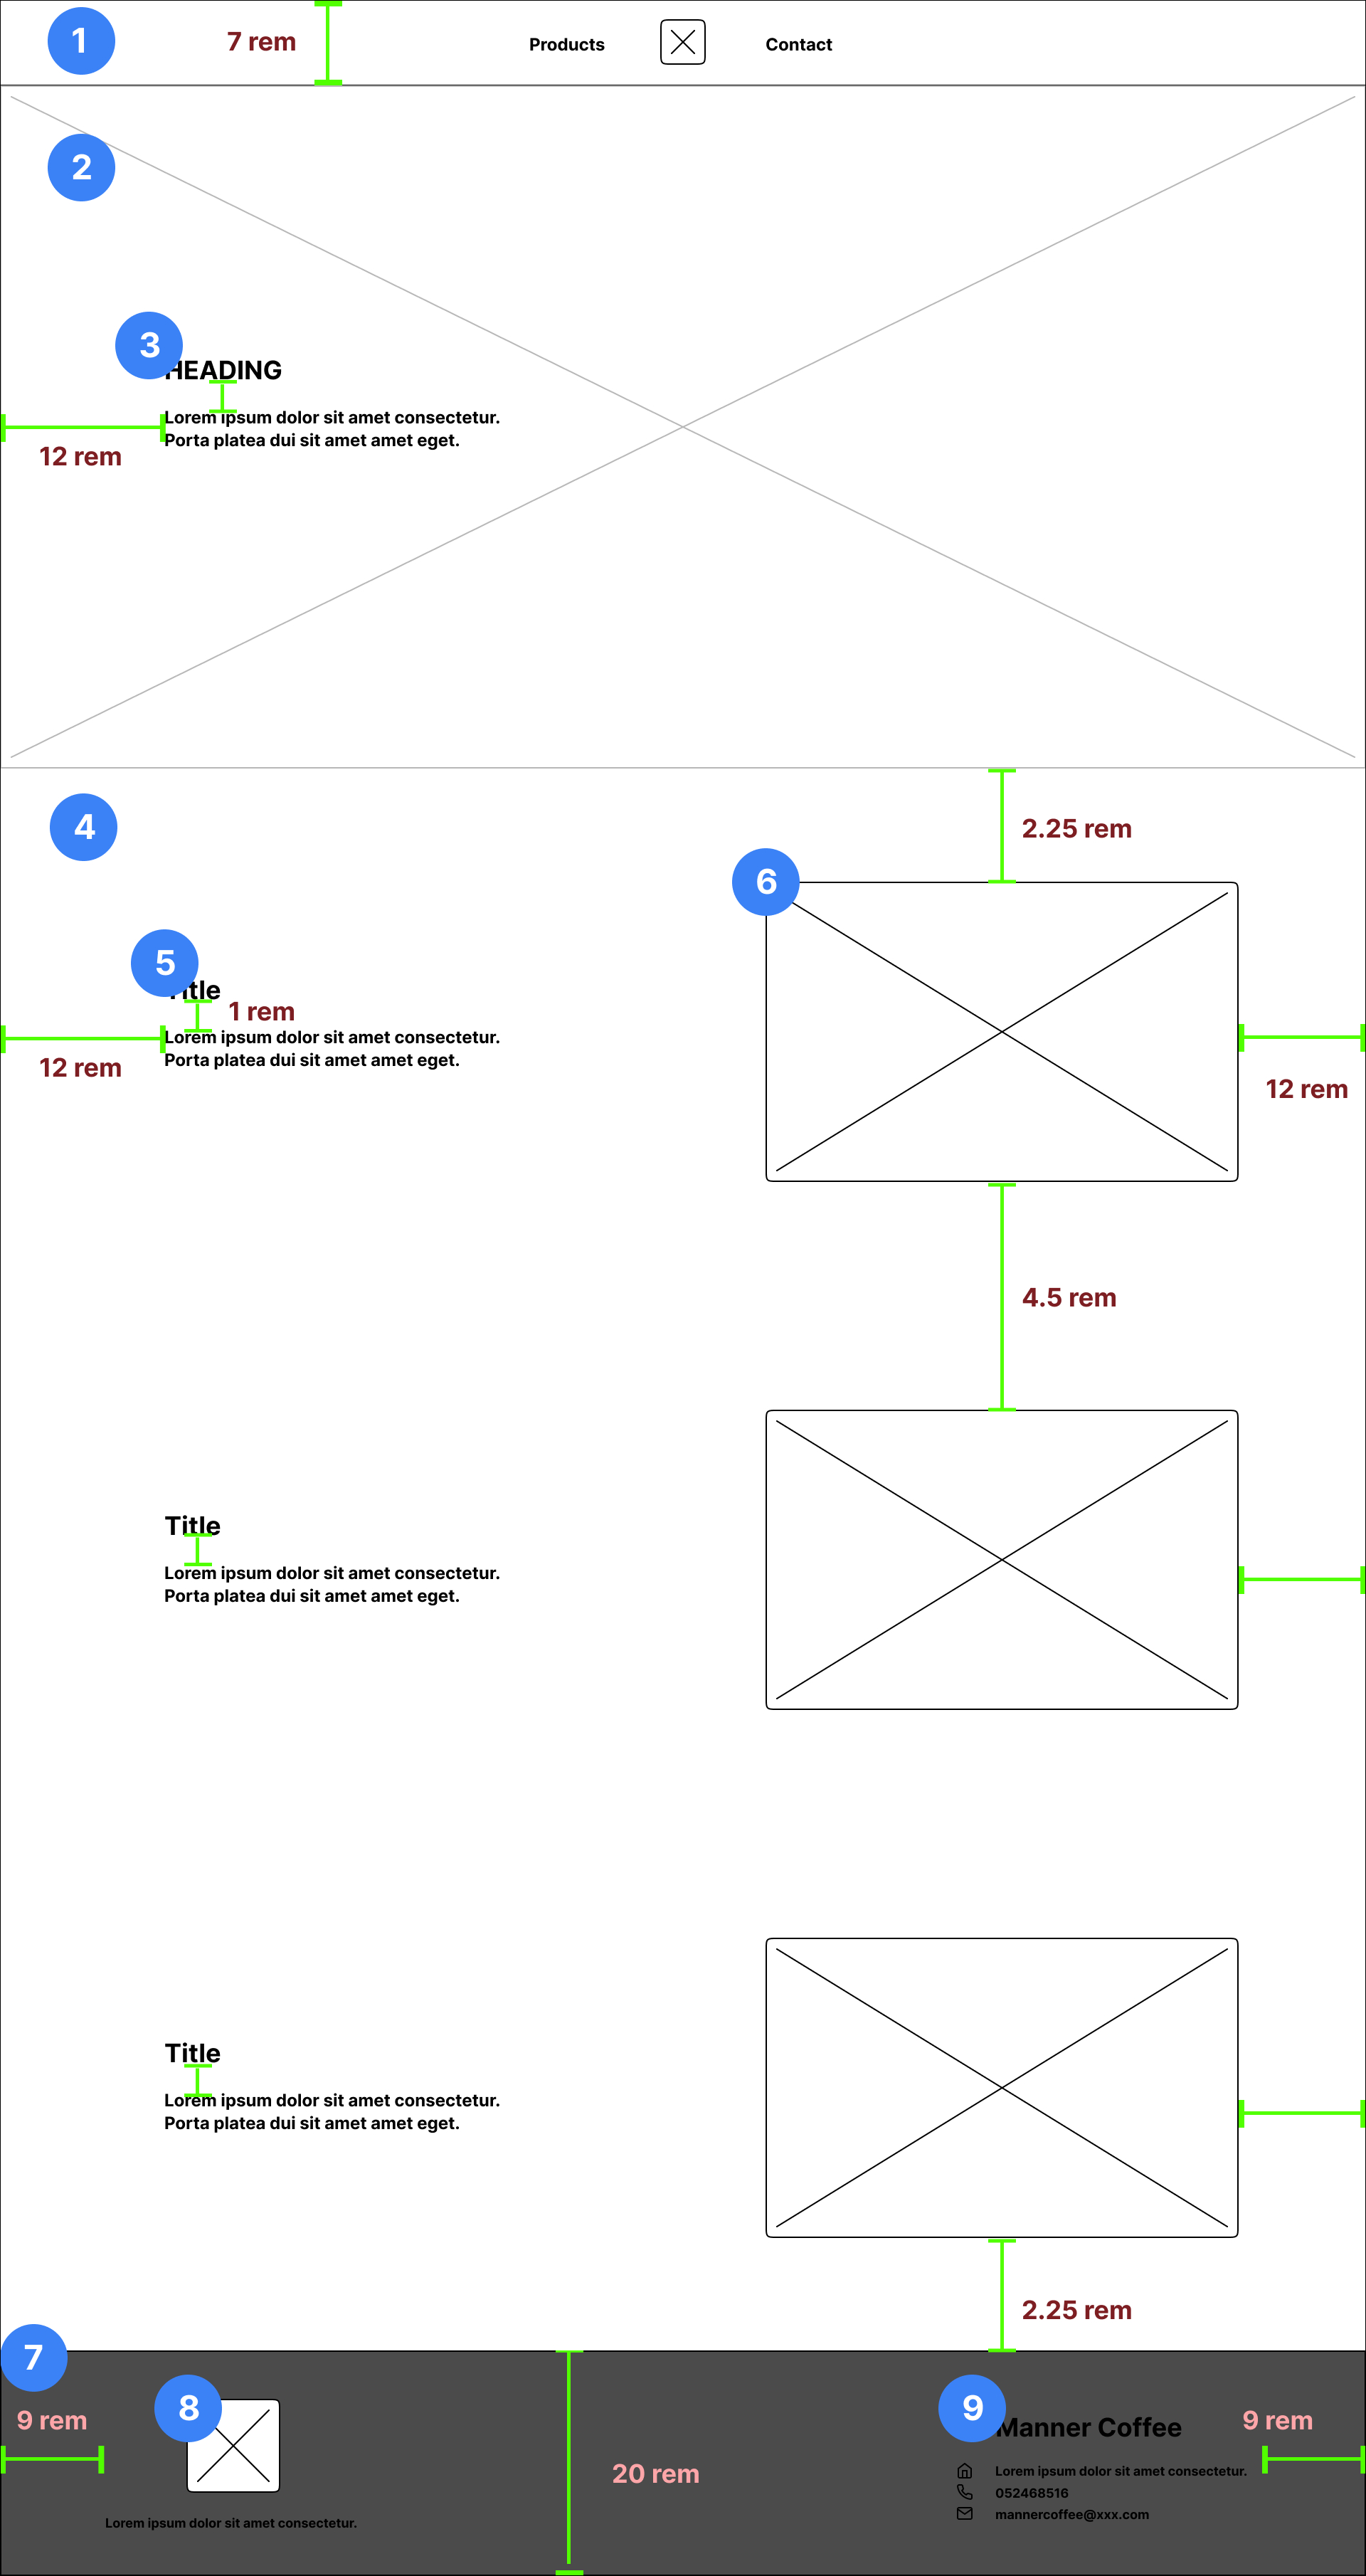 1
7 rem
Products
Contact
2
3
HEADING
Lorem ipsum dolor sit amet consectetur.
Porta platea dui sit amet amet eget.
12 rem
4
2.25 rem
6
5
Title
1 rem
Lorem ipsum dolor sit amet consectetur.
Porta platea dui sit amet amet eget.
12 rem
12 rem
4.5 rem
Title
Lorem ipsum dolor sit amet consectetur.
Porta platea dui sit amet amet eget.
Title
Lorem ipsum dolor sit amet consectetur.
Porta platea dui sit amet amet eget.
2.25 rem
7
8
9
9 rem
Manner Coffee
9 rem
20 rem
Lorem ipsum dolor sit amet consectetur.
052468516
mannercoffee@xxx.com
Lorem ipsum dolor sit amet consectetur.